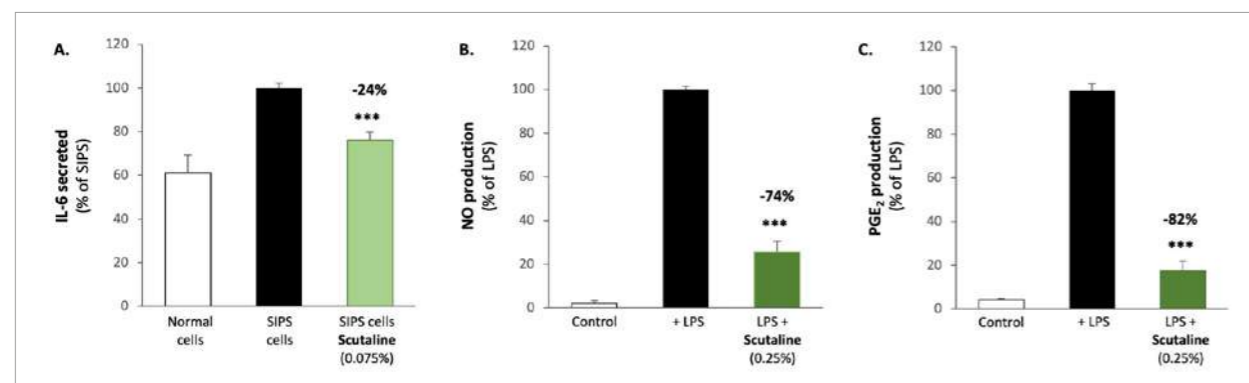 A.
IL-6 secreted
(% of SIPS)
120
100
80
60
40
20
0
-24%
***
Normal
cells
SIPS
cells
SIPS cells
Scutaline
(0.075%)
B.
NO production
(% of LPS)
120
100
80
60
40
20
0
-74%
***
Control
+ LPS
LPS +
Scutaline
(0.25%)
C.
PGE₂ production
(% of LPS)
120
100
80
60
40
20
0
-82%
***
Control
+ LPS
LPS +
Scutaline
(0.25%)